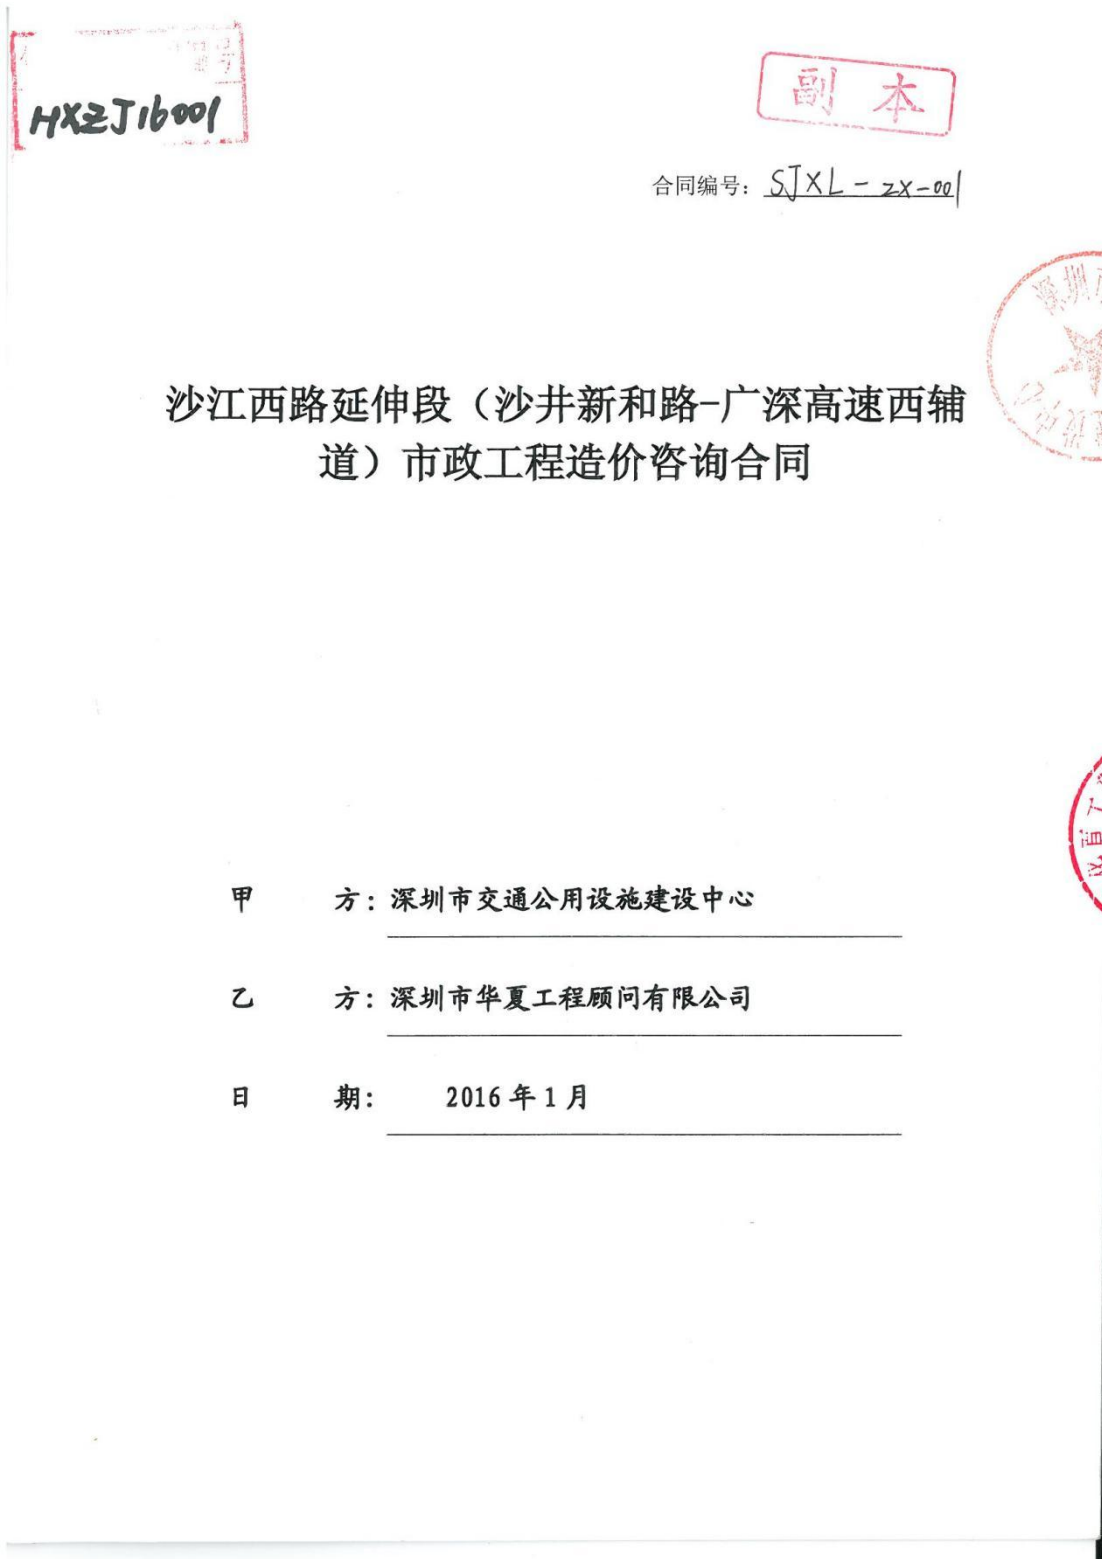 号
HXZJ16001
副本
合同编号：SJXL-ZX-001
深圳市
沙江西路延伸段（沙井新和路-广深高速西辅
道）市政工程造价咨询合同
甲方：深圳市交通公用设施建设中心
乙方：深圳市华夏工程顾问有限公司
日期：2016年1月